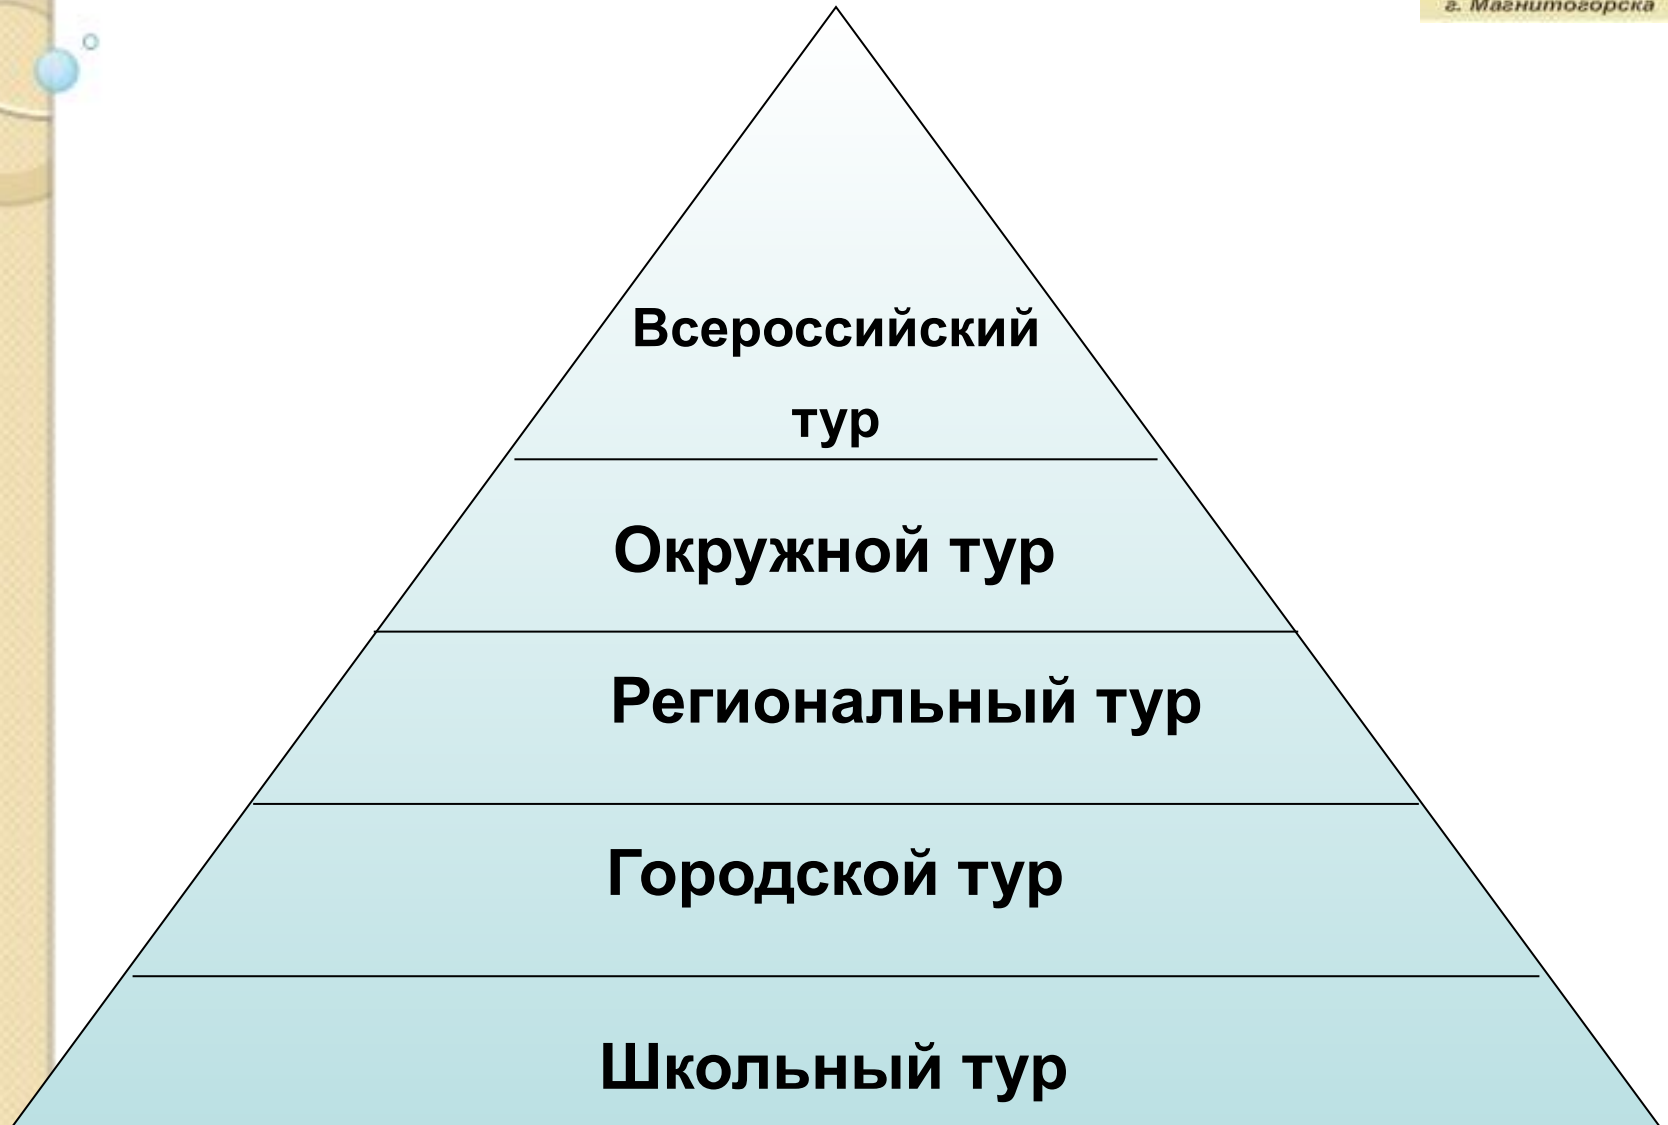 г. Магнитогорска
Всероссийский
тур
Окружной тур
Региональный тур
Городской тур
Школьный тур